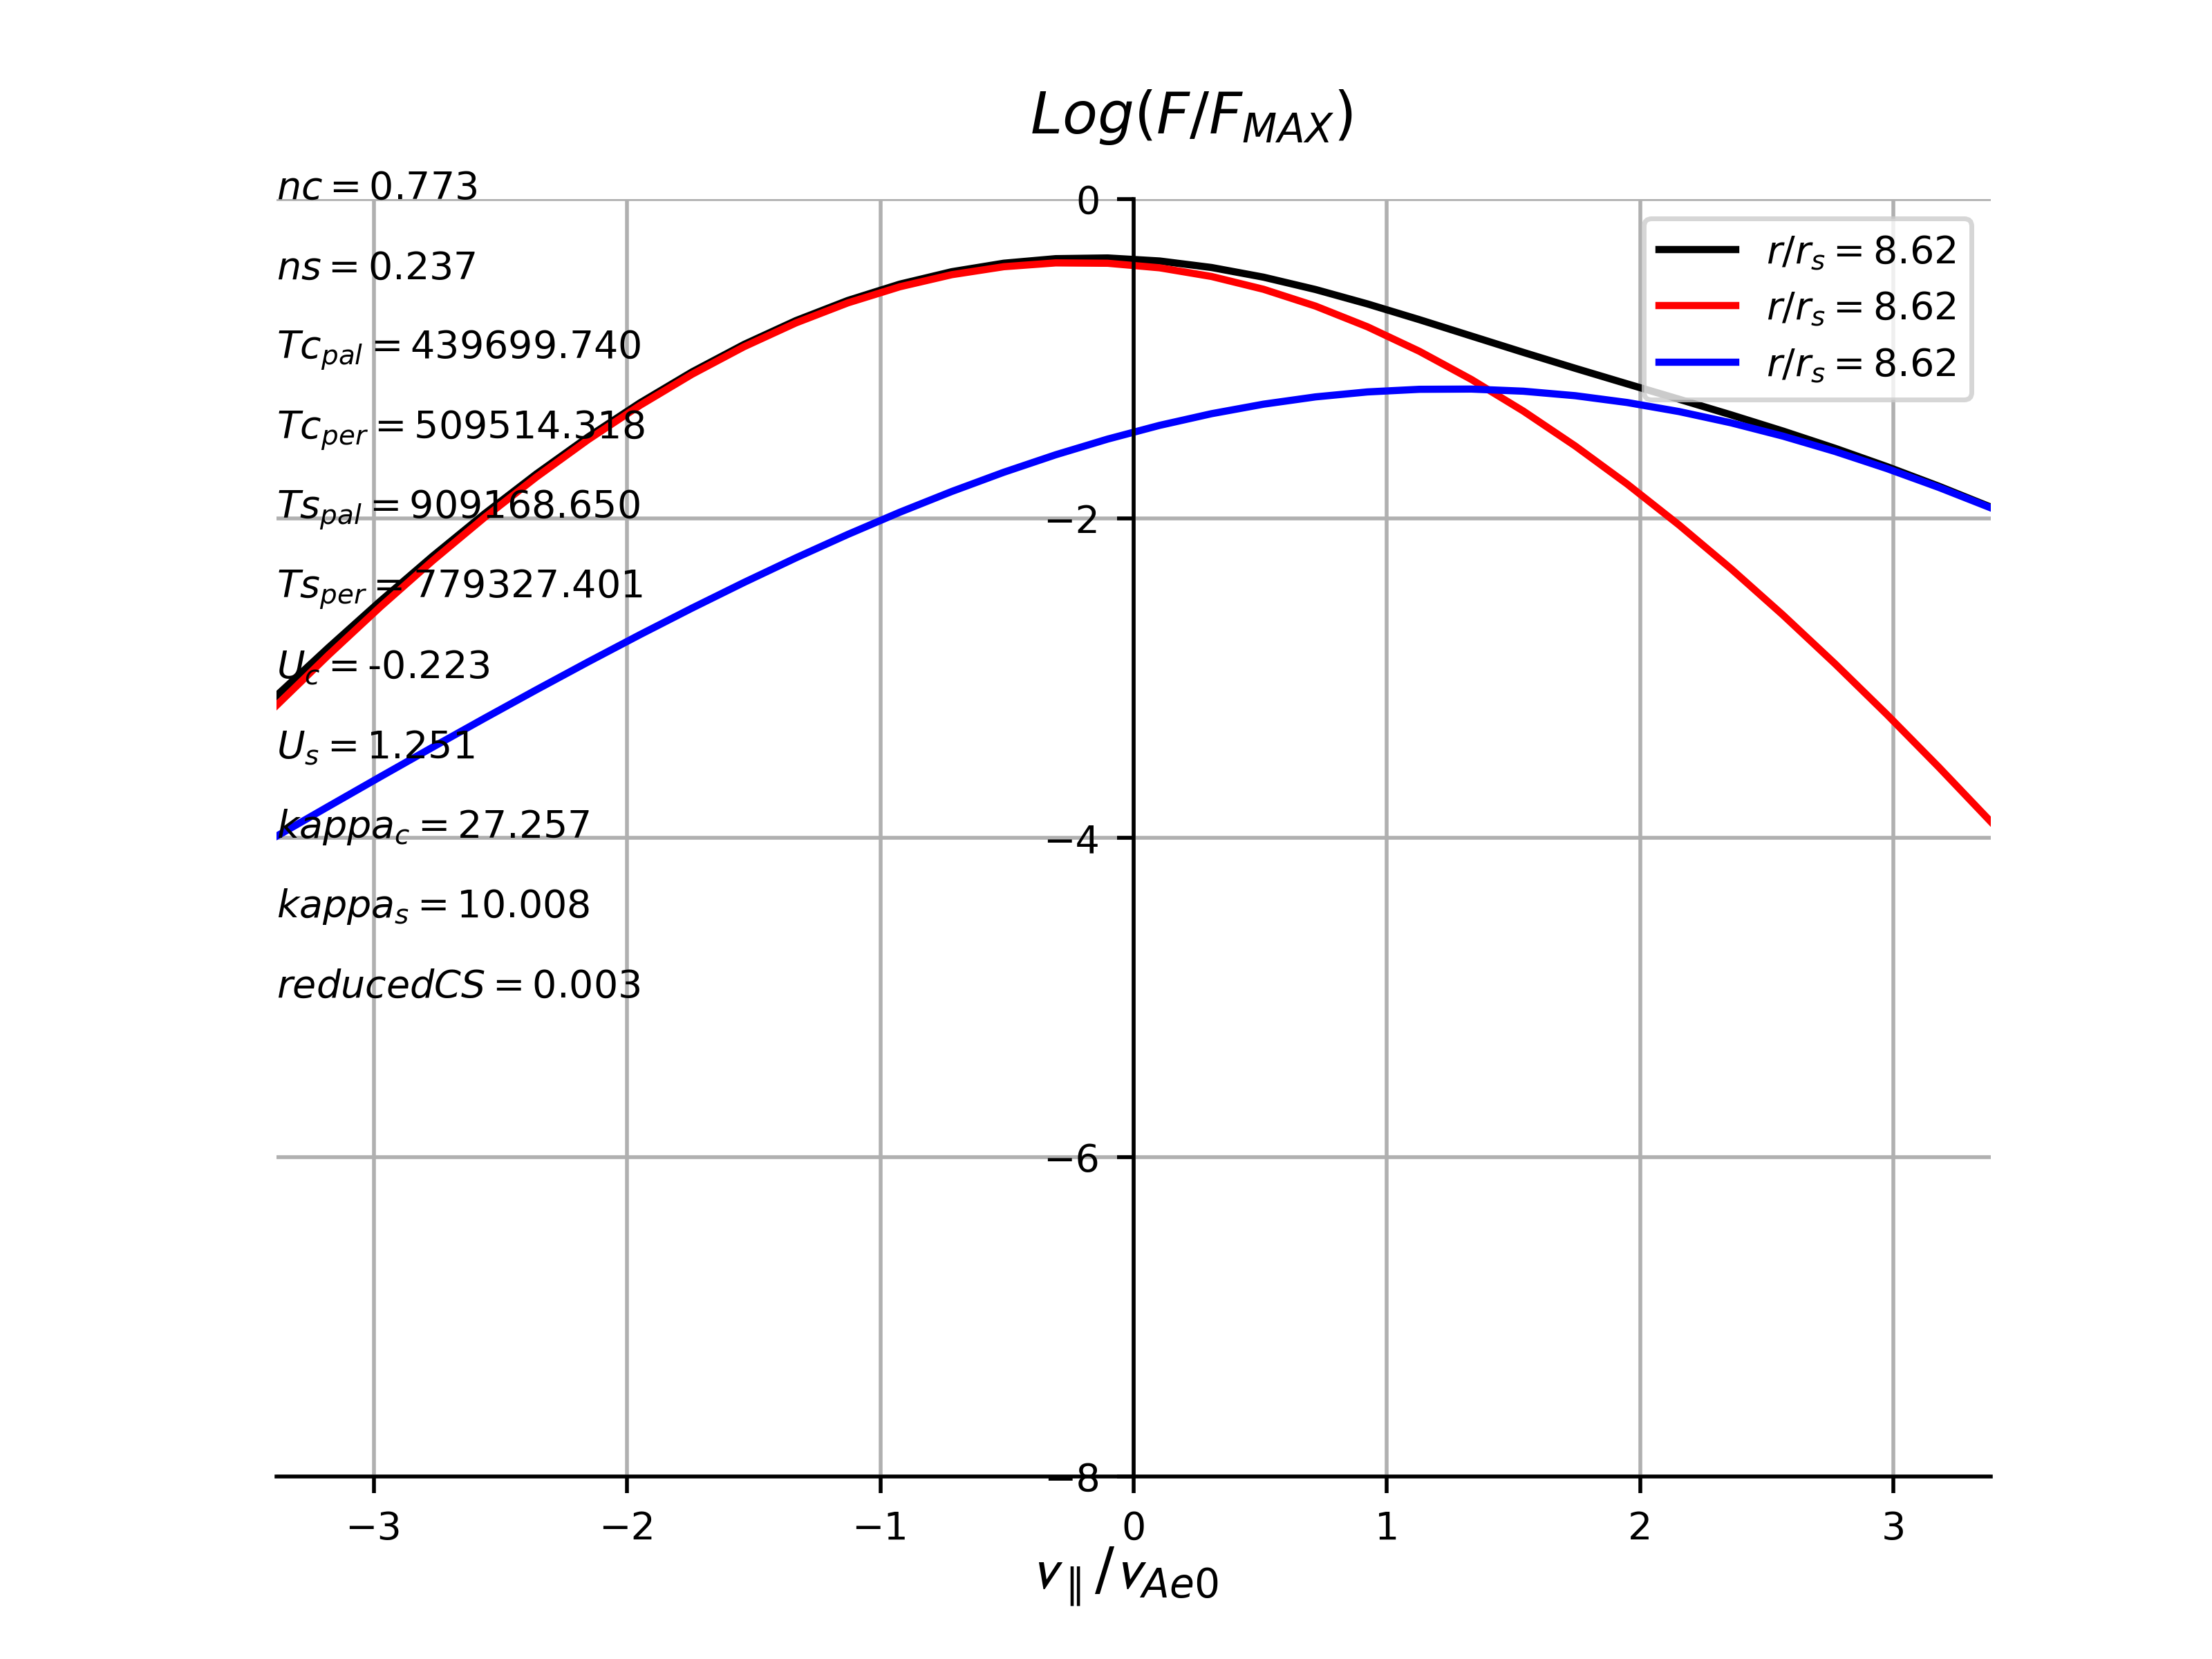 Log(F/F_MAX)
nc = 0.773
ns = 0.237
Tc_pal = 439699.740
Tc_per = 509514.318
Ts_pal = 909168.650
Ts_per = 779327.401
U_c = -0.223
U_s = 1.251
kappa_c = 27.257
kappa_s = 10.008
reducedCS = 0.003
0
−2
−4
−6
−8
r/r_s = 8.62
r/r_s = 8.62
r/r_s = 8.62
−3 −2 −1 0 1 2 3
v_∥/v_Ae0